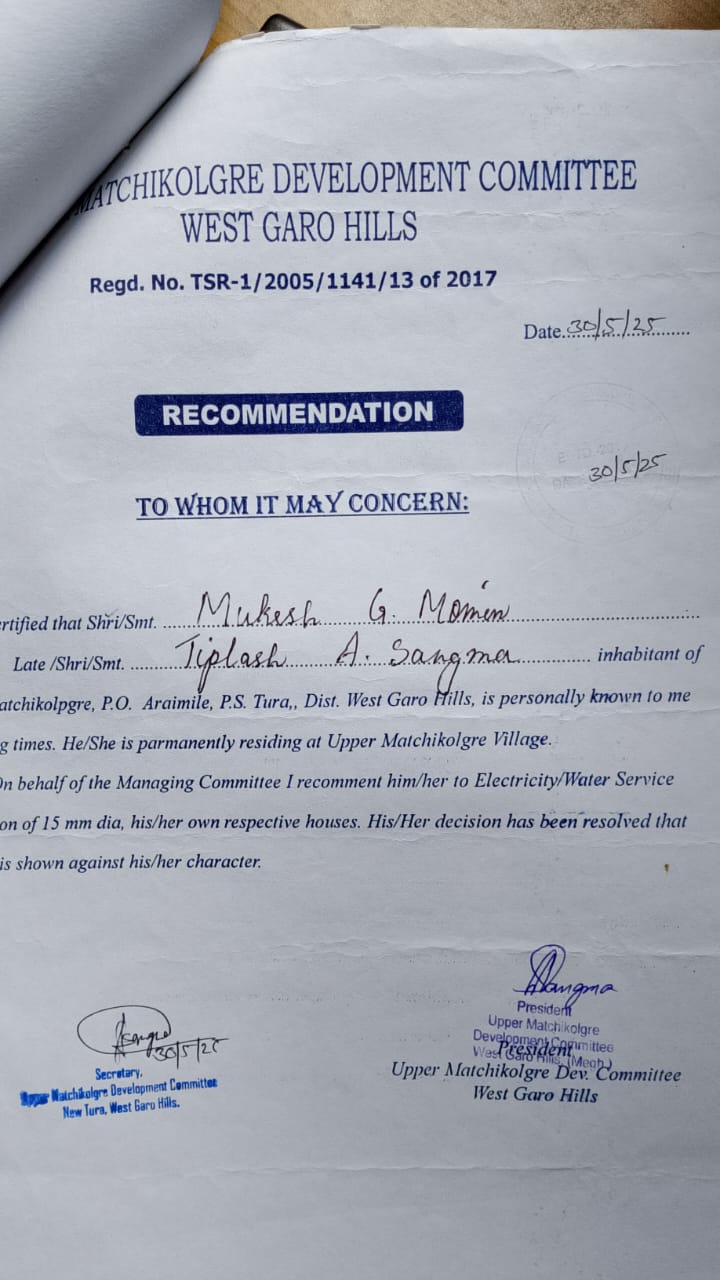 MATCHIKOLGRE DEVELOPMENT COMMITTEE
WEST GARO HILLS
Regd. No. TSR-1/2005/1141/13 of 2017
Date. 30/5/25
RECOMMENDATION
30/5/25
TO WHOM IT MAY CONCERN:
ertified that Shri/Smt. Mukesh G. Momin
Late /Shri/Smt. Tiplash A. Sangma inhabitant of
atchikolpgre, P.O. Araimile, P.S. Tura,, Dist. West Garo Hills, is personally known to me
g times. He/She is parmanently residing at Upper Matchikolgre Village.
On behalf of the Managing Committee I recomment him/her to Electricity/Water Service
on of 15 mm dia, his/her own respective houses. His/Her decision has been resolved that
is shown against his/her character.
Sangma
President
Upper Matchikolgre
Development Committee
West Garo Hills, (Megh.)
President
Upper Matchikolgre Dev. Committee
West Garo Hills
30/5/25
Secretary,
Upper Matchikolgre Development Committee
New Tura, West Garo Hills.